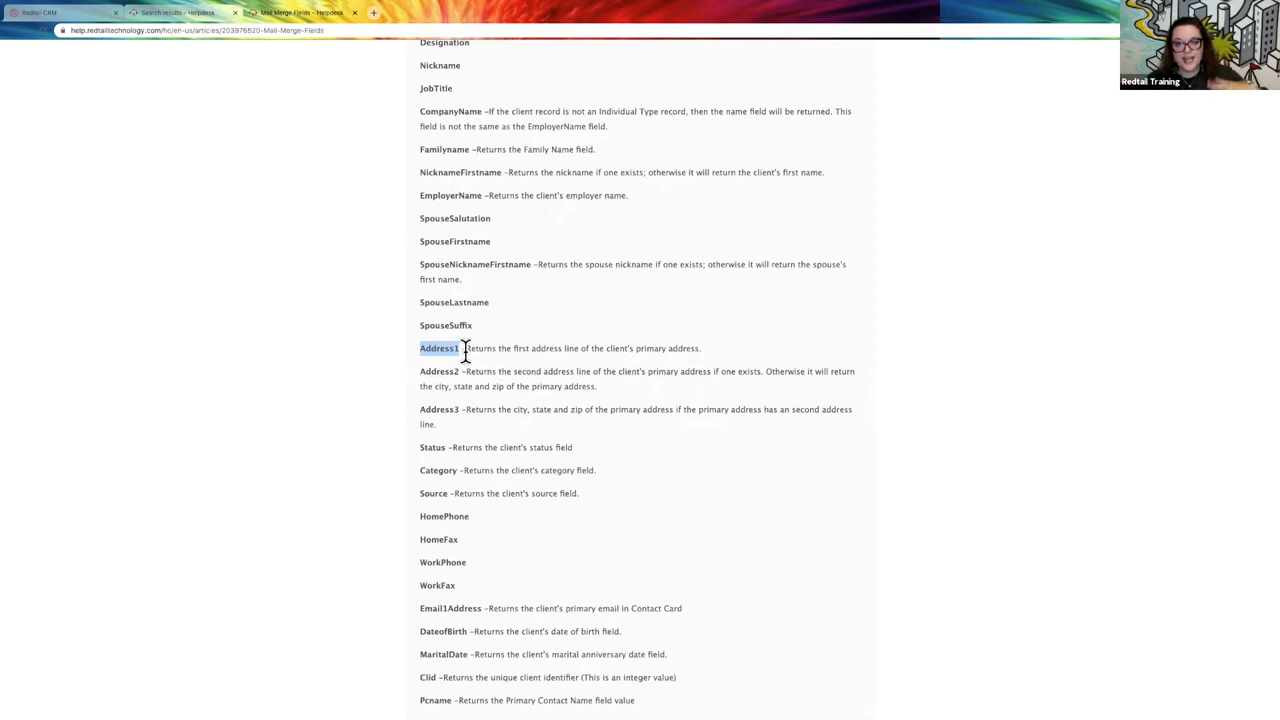 Redtail CRM
Search results – Helpdesk
Mail Merge Fields – Helpdesk
help.redtailtechnology.com/hc/en-us/articles/203976520-Mail-Merge-Fields
Redtail Training
Designation
Nickname
JobTitle
CompanyName –If the client record is not an Individual Type record, then the name field will be returned. This
field is not the same as the EmployerName field.
Familyname –Returns the Family Name field.
NicknameFirstname –Returns the nickname if one exists; otherwise it will return the client's first name.
EmployerName –Returns the client's employer name.
SpouseSalutation
SpouseFirstname
SpouseNicknameFirstname –Returns the spouse nickname if one exists; otherwise it will return the spouse's
first name.
SpouseLastname
SpouseSuffix
Address1 –Returns the first address line of the client's primary address.
Address2 –Returns the second address line of the client's primary address if one exists. Otherwise it will return
the city, state and zip of the primary address.
Address3 –Returns the city, state and zip of the primary address if the primary address has an second address
line.
Status –Returns the client's status field
Category –Returns the client's category field.
Source –Returns the client's source field.
HomePhone
HomeFax
WorkPhone
WorkFax
Email1Address –Returns the client's primary email in Contact Card
DateofBirth –Returns the client's date of birth field.
MaritalDate –Returns the client's marital anniversary date field.
Clid –Returns the unique client identifier (This is an integer value)
Pcname –Returns the Primary Contact Name field value